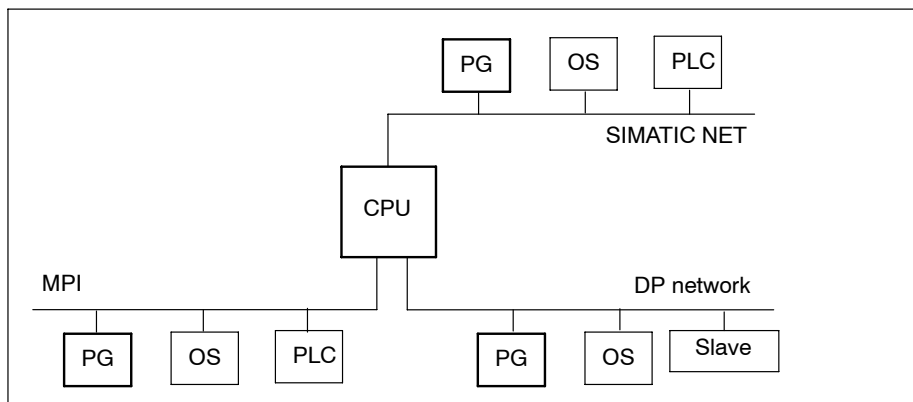 PG
OS
PLC
SIMATIC NET
CPU
MPI
DP network
PG
OS
PLC
PG
OS
Slave